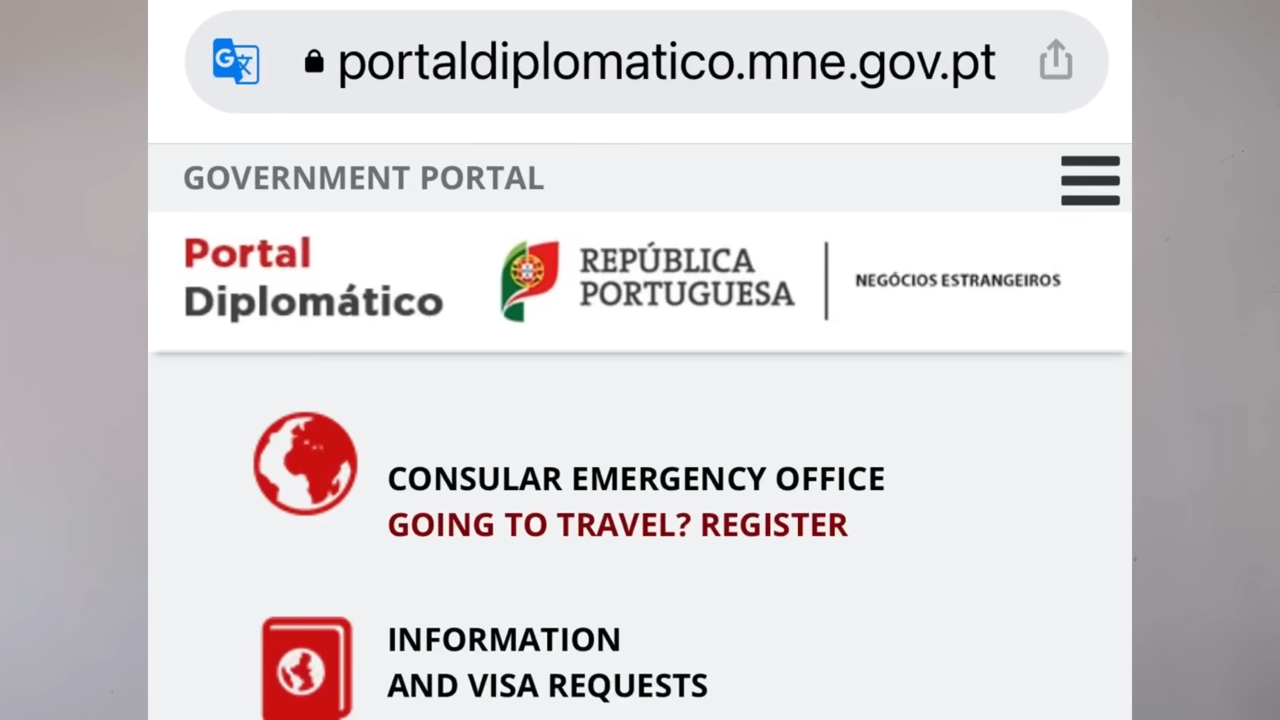 portaldiplomatico.mne.gov.pt
GOVERNMENT PORTAL
Portal
Diplomático
REPÚBLICA
PORTUGUESA
NEGÓCIOS ESTRANGEIROS
CONSULAR EMERGENCY OFFICE
GOING TO TRAVEL? REGISTER
INFORMATION
AND VISA REQUESTS